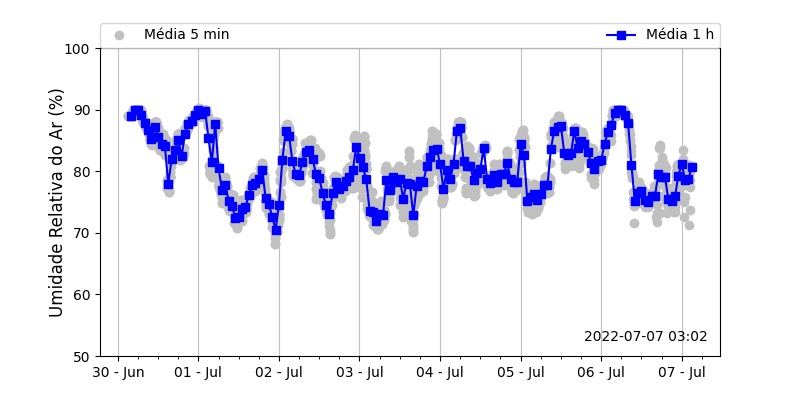 Média 5 min
Média 1 h
Umidade Relativa do Ar (%)
100
90
80
70
60
50
2022-07-07 03:02
30 - Jun
01 - Jul
02 - Jul
03 - Jul
04 - Jul
05 - Jul
06 - Jul
07 - Jul